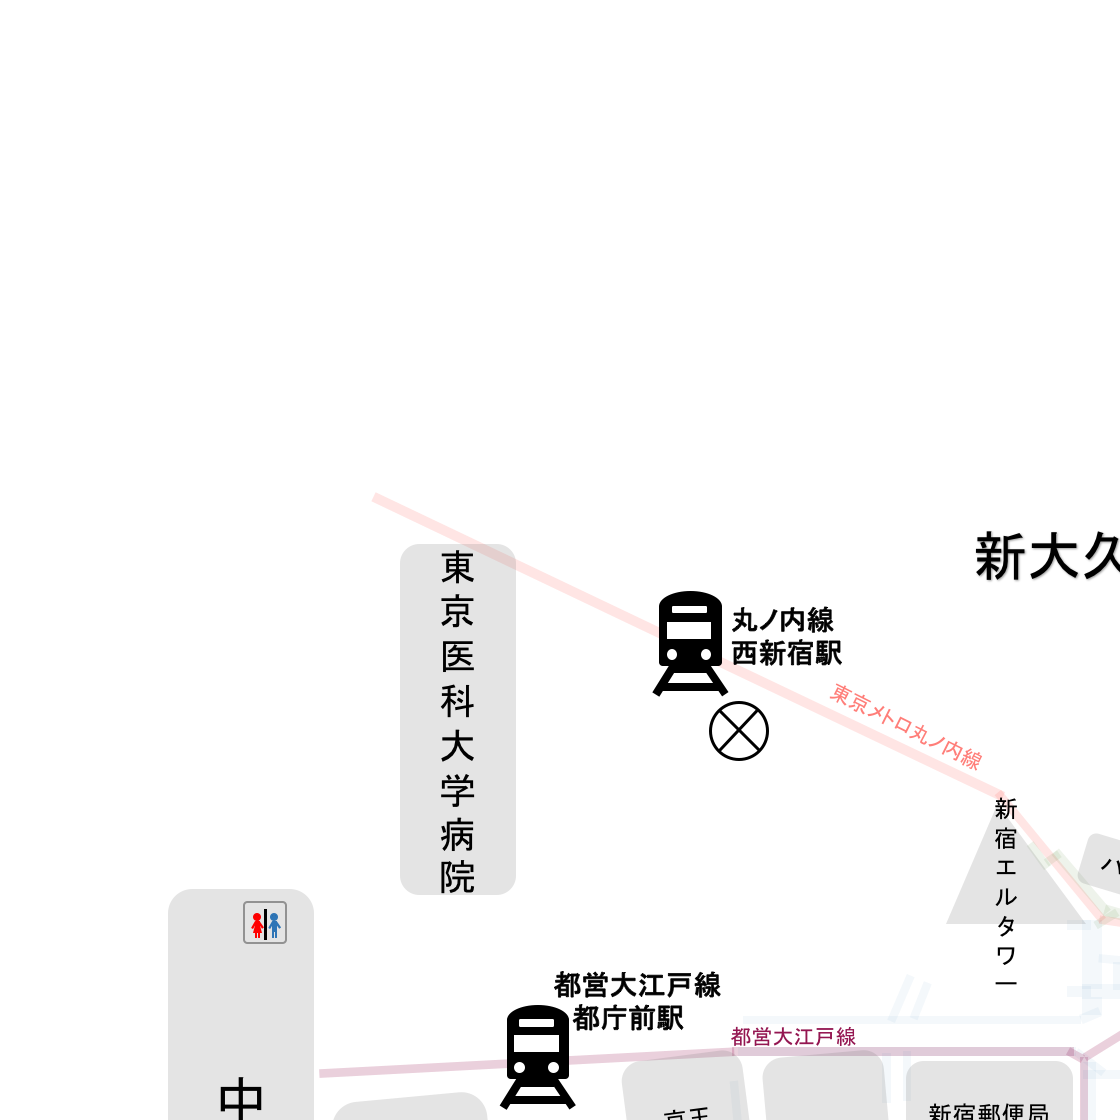 新大久
丸ノ内線
西新宿駅
東京メトロ丸ノ内線
東京医科大学病院
新宿エルタワー
ハ
都営大江戸線
都庁前駅
都営大江戸線
中
京王
新宿郵便局